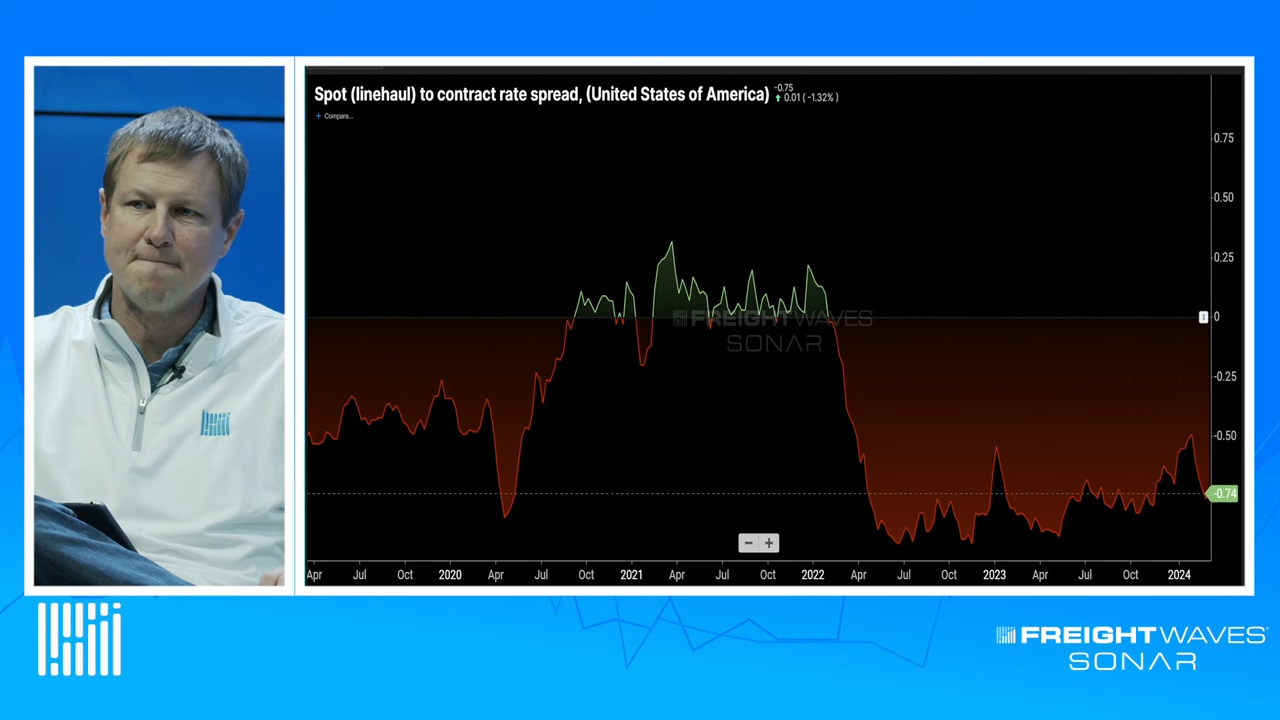 Spot (linehaul) to contract rate spread, (United States of America)
-0.75
0.01 ( -1.32% )
+ Compare...
0.75
0.50
0.25
0
-0.25
-0.50
-0.74
FREIGHTWAVES
SONAR
− +
Apr Jul Oct 2020 Apr Jul Oct 2021 Apr Jul Oct 2022 Apr Jul Oct 2023 Apr Jul Oct 2024
FREIGHTWAVES
SONAR